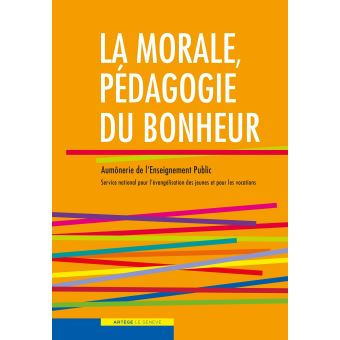 LA MORALE,
PÉDAGOGIE
DU BONHEUR
Aumônerie de l'Enseignement Public
Service national pour l'évangélisation des jeunes et pour les vocations
ARTÈGE LE SÉNEVÉ